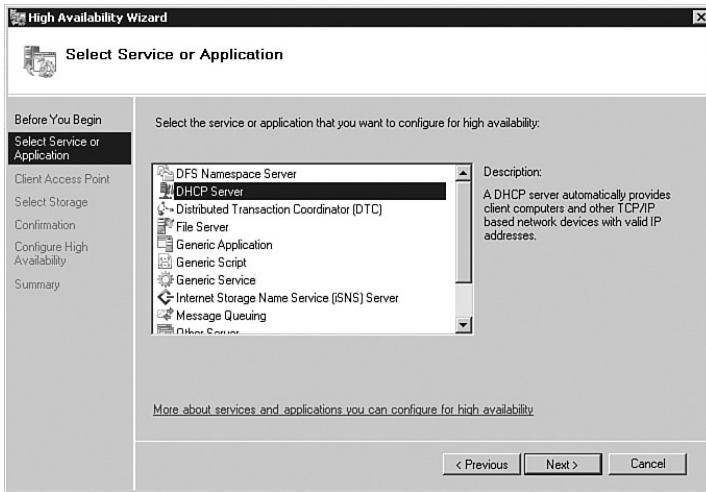 High Availability Wizard
Select Service or Application
Before You Begin
Select Service or
Application
Client Access Point
Select Storage
Confirmation
Configure High
Availability
Summary
Select the service or application that you want to configure for high availability:
DFS Namespace Server
DHCP Server
Distributed Transaction Coordinator (DTC)
File Server
Generic Application
Generic Script
Generic Service
Internet Storage Name Service (iSNS) Server
Message Queuing
Other Server
Description:
A DHCP server automatically provides
client computers and other TCP/IP
based network devices with valid IP
addresses.
More about services and applications you can configure for high availability
< Previous
Next >
Cancel